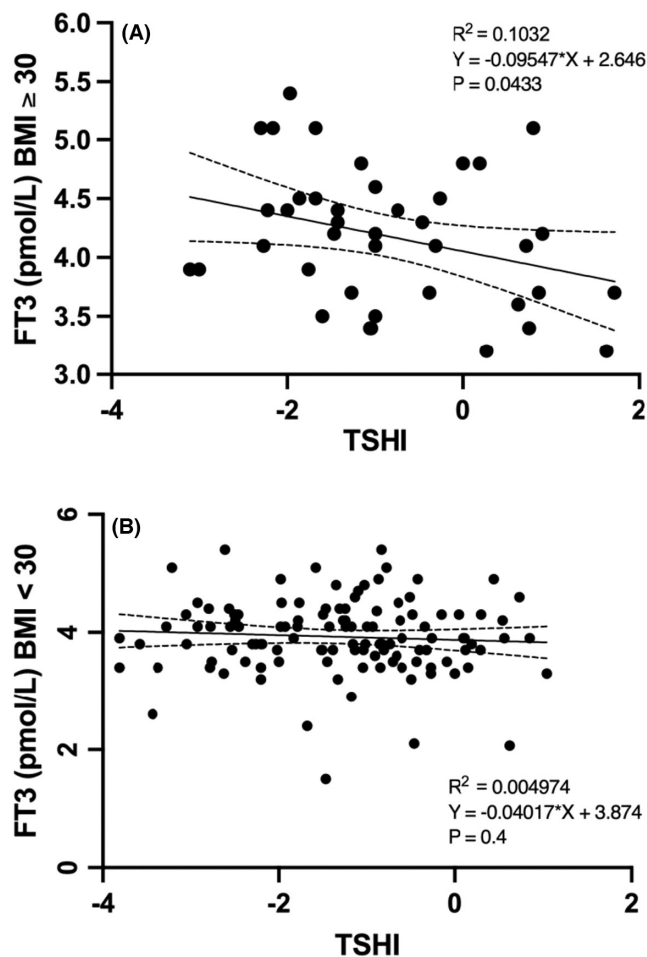 (A)
R² = 0.1032
Y = -0.09547*X + 2.646
P = 0.0433
FT3 (pmol/L) BMI ≥ 30
6.0
5.5
5.0
4.5
4.0
3.5
3.0
-4
-2
0
2
TSHI
(B)
FT3 (pmol/L) BMI < 30
6
4
2
0
R² = 0.004974
Y = -0.04017*X + 3.874
P = 0.4
-4
-2
0
2
TSHI